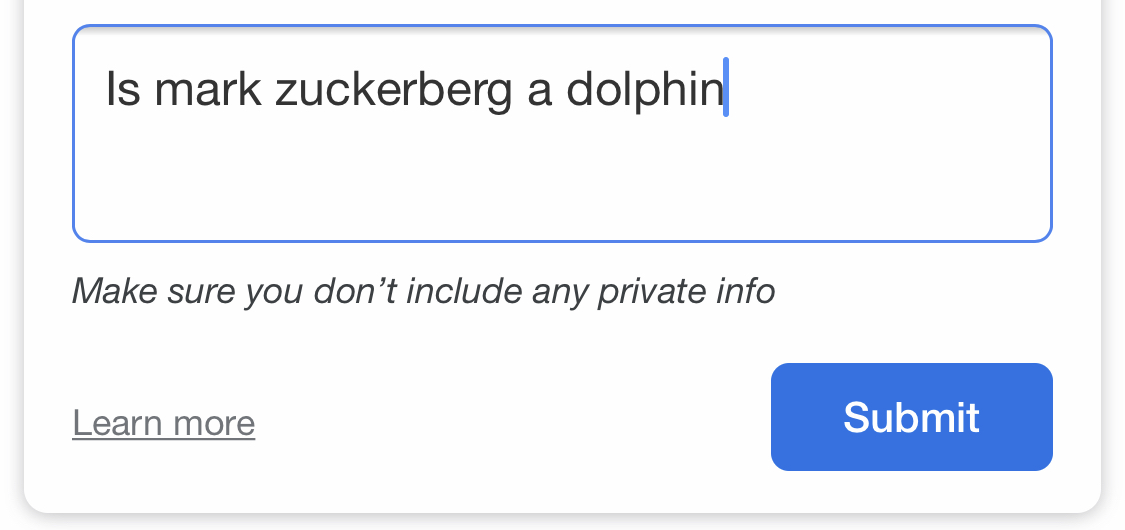 Is mark zuckerberg a dolphin
Make sure you don’t include any private info
Learn more
Submit